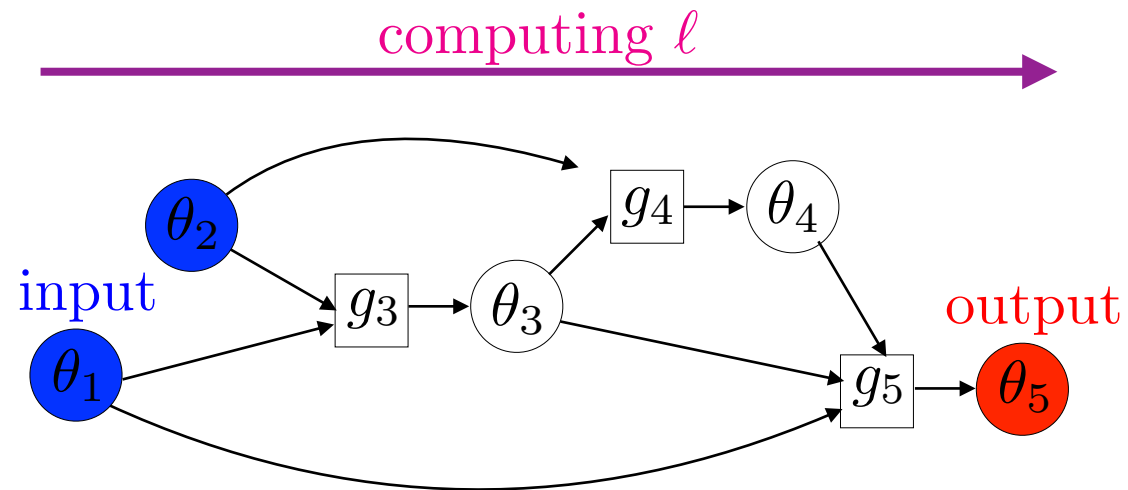 computing ℓ
θ₂
g₄
θ₄
input
g₃
θ₃
output
θ₁
g₅
θ₅